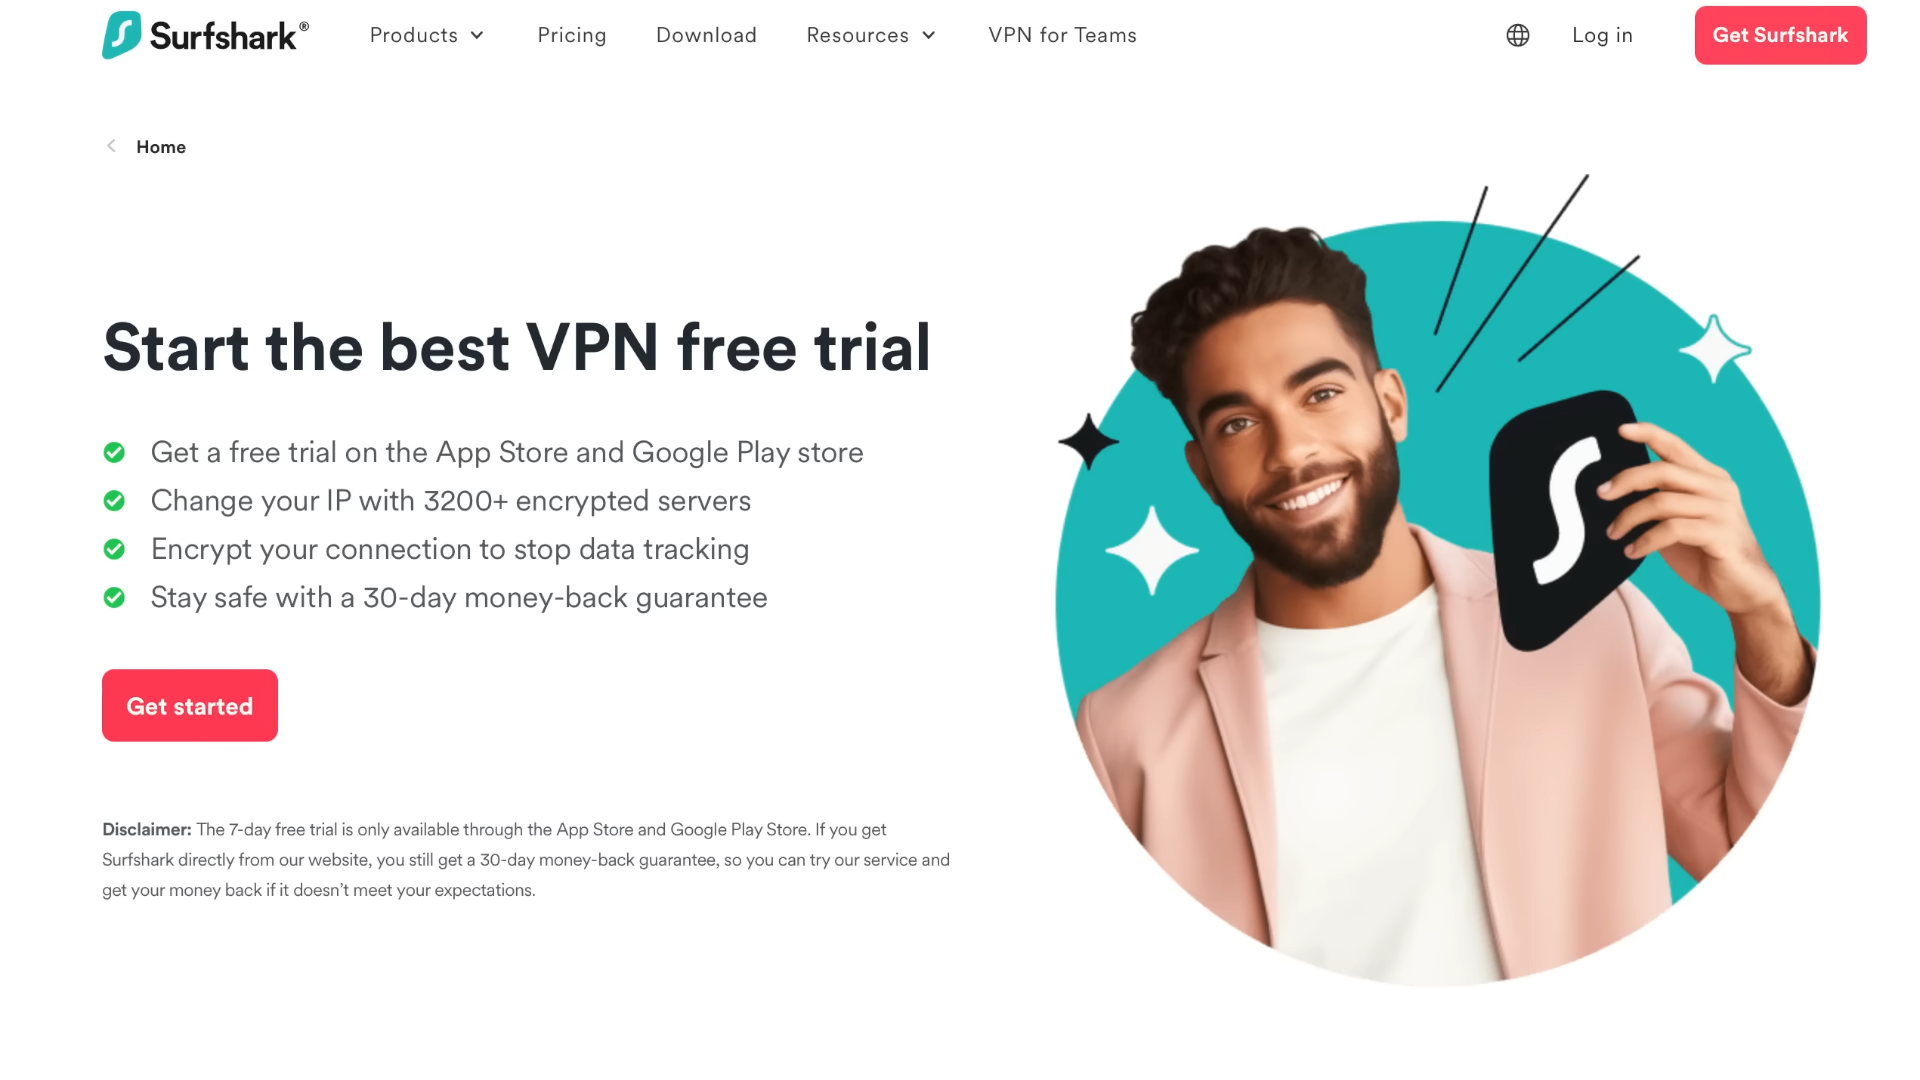 Surfshark®
Products
Pricing
Download
Resources
VPN for Teams
Log in
Get Surfshark
Home
Start the best VPN free trial
Get a free trial on the App Store and Google Play store
Change your IP with 3200+ encrypted servers
Encrypt your connection to stop data tracking
Stay safe with a 30-day money-back guarantee
Get started
Disclaimer: The 7-day free trial is only available through the App Store and Google Play Store. If you get
Surfshark directly from our website, you still get a 30-day money-back guarantee, so you can try our service and
get your money back if it doesn’t meet your expectations.